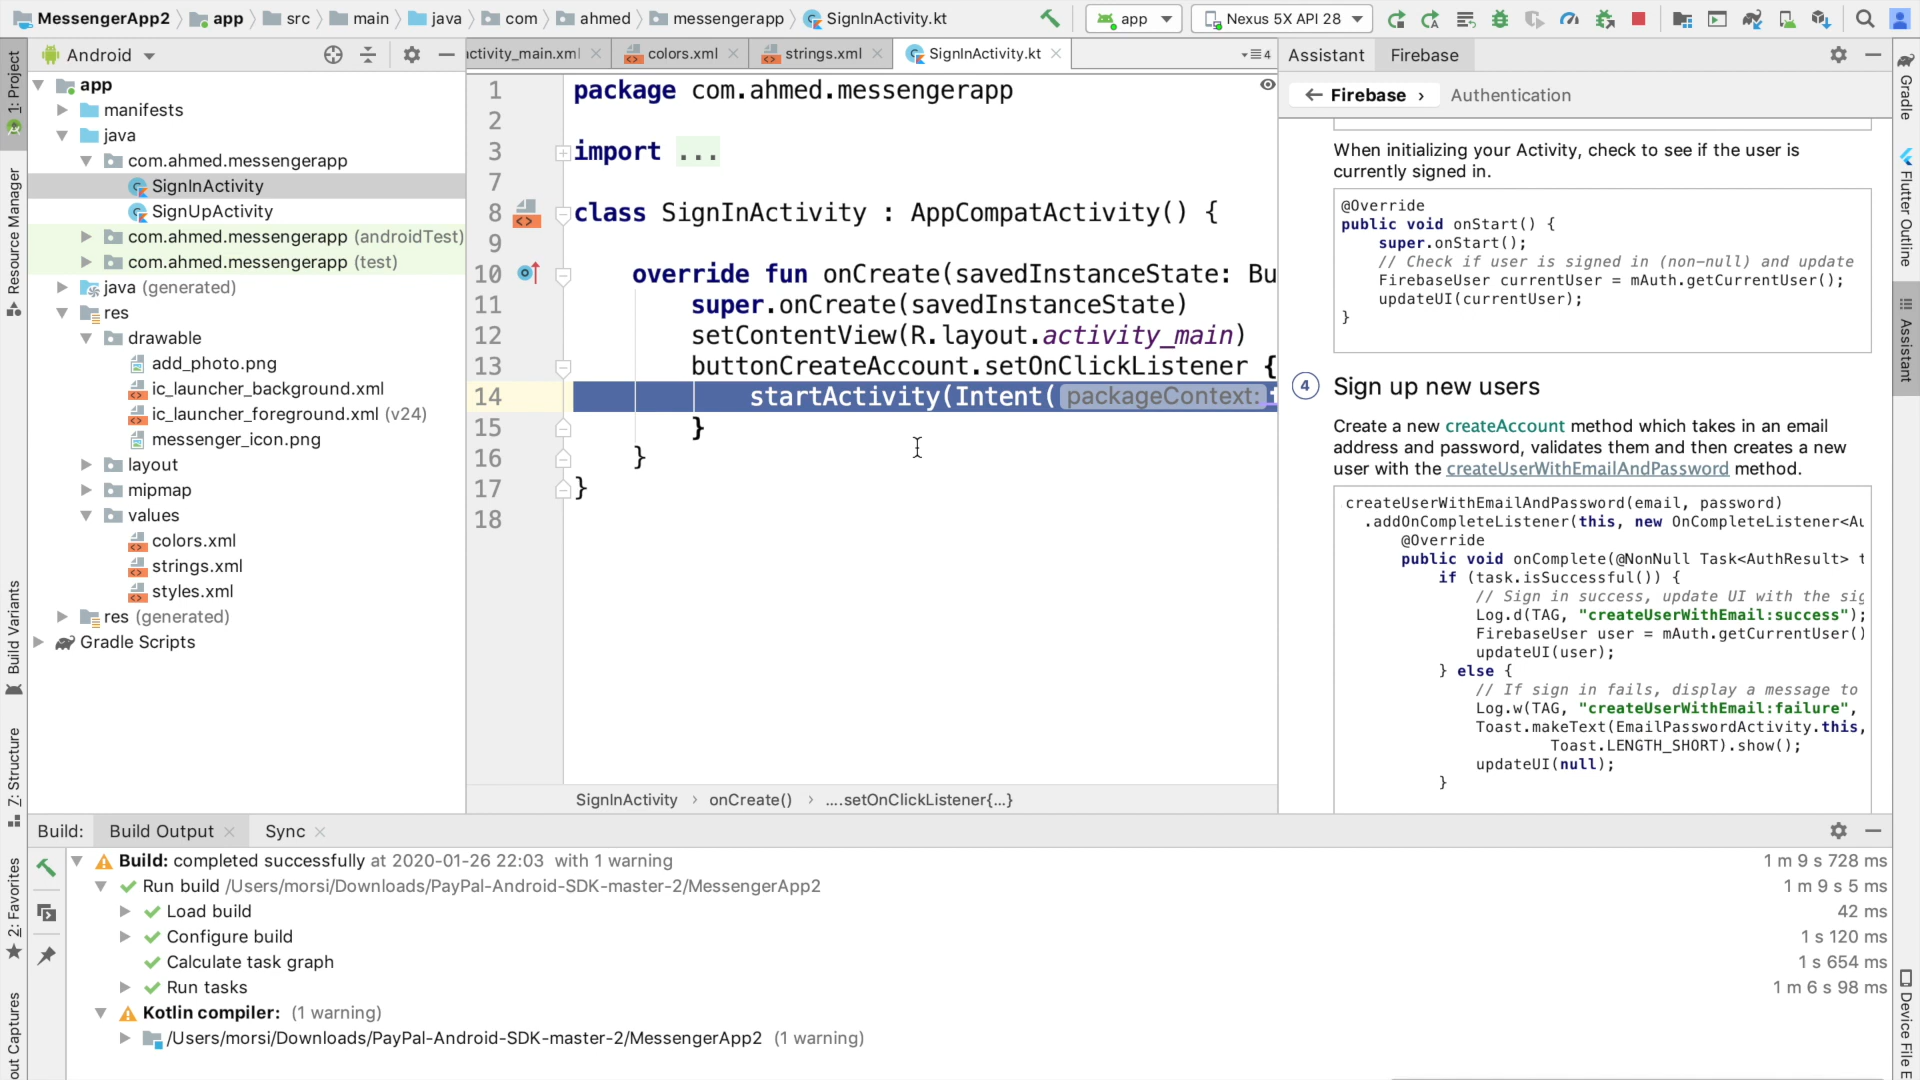 MessengerApp2 app src main java com ahmed messengerapp SignInActivity.kt app Nexus 5X API 28
Android
activity_main.xml colors.xml strings.xml SignInActivity.kt 4
Assistant Firebase
Firebase › Authentication
1: Project
Resource Manager
Build Variants
7: Structure
2: Favorites
Gradle
Flutter Outline
Assistant
app
manifests
java
com.ahmed.messengerapp
SignInActivity
SignUpActivity
com.ahmed.messengerapp (androidTest)
com.ahmed.messengerapp (test)
java (generated)
res
drawable
add_photo.png
ic_launcher_background.xml
ic_launcher_foreground.xml (v24)
messenger_icon.png
layout
mipmap
values
colors.xml
strings.xml
styles.xml
res (generated)
Gradle Scripts
1 package com.ahmed.messengerapp
2
3 import ...
7
8 class SignInActivity : AppCompatActivity() {
9
10 override fun onCreate(savedInstanceState: Bu
11 super.onCreate(savedInstanceState)
12 setContentView(R.layout.activity_main)
13 buttonCreateAccount.setOnClickListener {
14 startActivity(Intent( packageContext:
15 }
16 }
17 }
18
SignInActivity › onCreate() › ....setOnClickListener{...}
When initializing your Activity, check to see if the user is
currently signed in.
@Override
public void onStart() {
super.onStart();
// Check if user is signed in (non-null) and update
FirebaseUser currentUser = mAuth.getCurrentUser();
updateUI(currentUser);
}
4 Sign up new users
Create a new createAccount method which takes in an email
address and password, validates them and then creates a new
user with the createUserWithEmailAndPassword method.
createUserWithEmailAndPassword(email, password)
.addOnCompleteListener(this, new OnCompleteListener<Au
@Override
public void onComplete(@NonNull Task<AuthResult> t
if (task.isSuccessful()) {
// Sign in success, update UI with the sig
Log.d(TAG, "createUserWithEmail:success");
FirebaseUser user = mAuth.getCurrentUser()
updateUI(user);
} else {
// If sign in fails, display a message to
Log.w(TAG, "createUserWithEmail:failure",
Toast.makeText(EmailPasswordActivity.this,
Toast.LENGTH_SHORT).show();
updateUI(null);
}
Build: Build Output Sync
Build: completed successfully at 2020-01-26 22:03 with 1 warning 1 m 9 s 728 ms
Run build /Users/morsi/Downloads/PayPal-Android-SDK-master-2/MessengerApp2 1 m 9 s 5 ms
Load build 42 ms
Configure build 1 s 120 ms
Calculate task graph 1 s 654 ms
Run tasks 1 m 6 s 98 ms
Kotlin compiler: (1 warning)
/Users/morsi/Downloads/PayPal-Android-SDK-master-2/MessengerApp2 (1 warning)
out Captures
Device File E